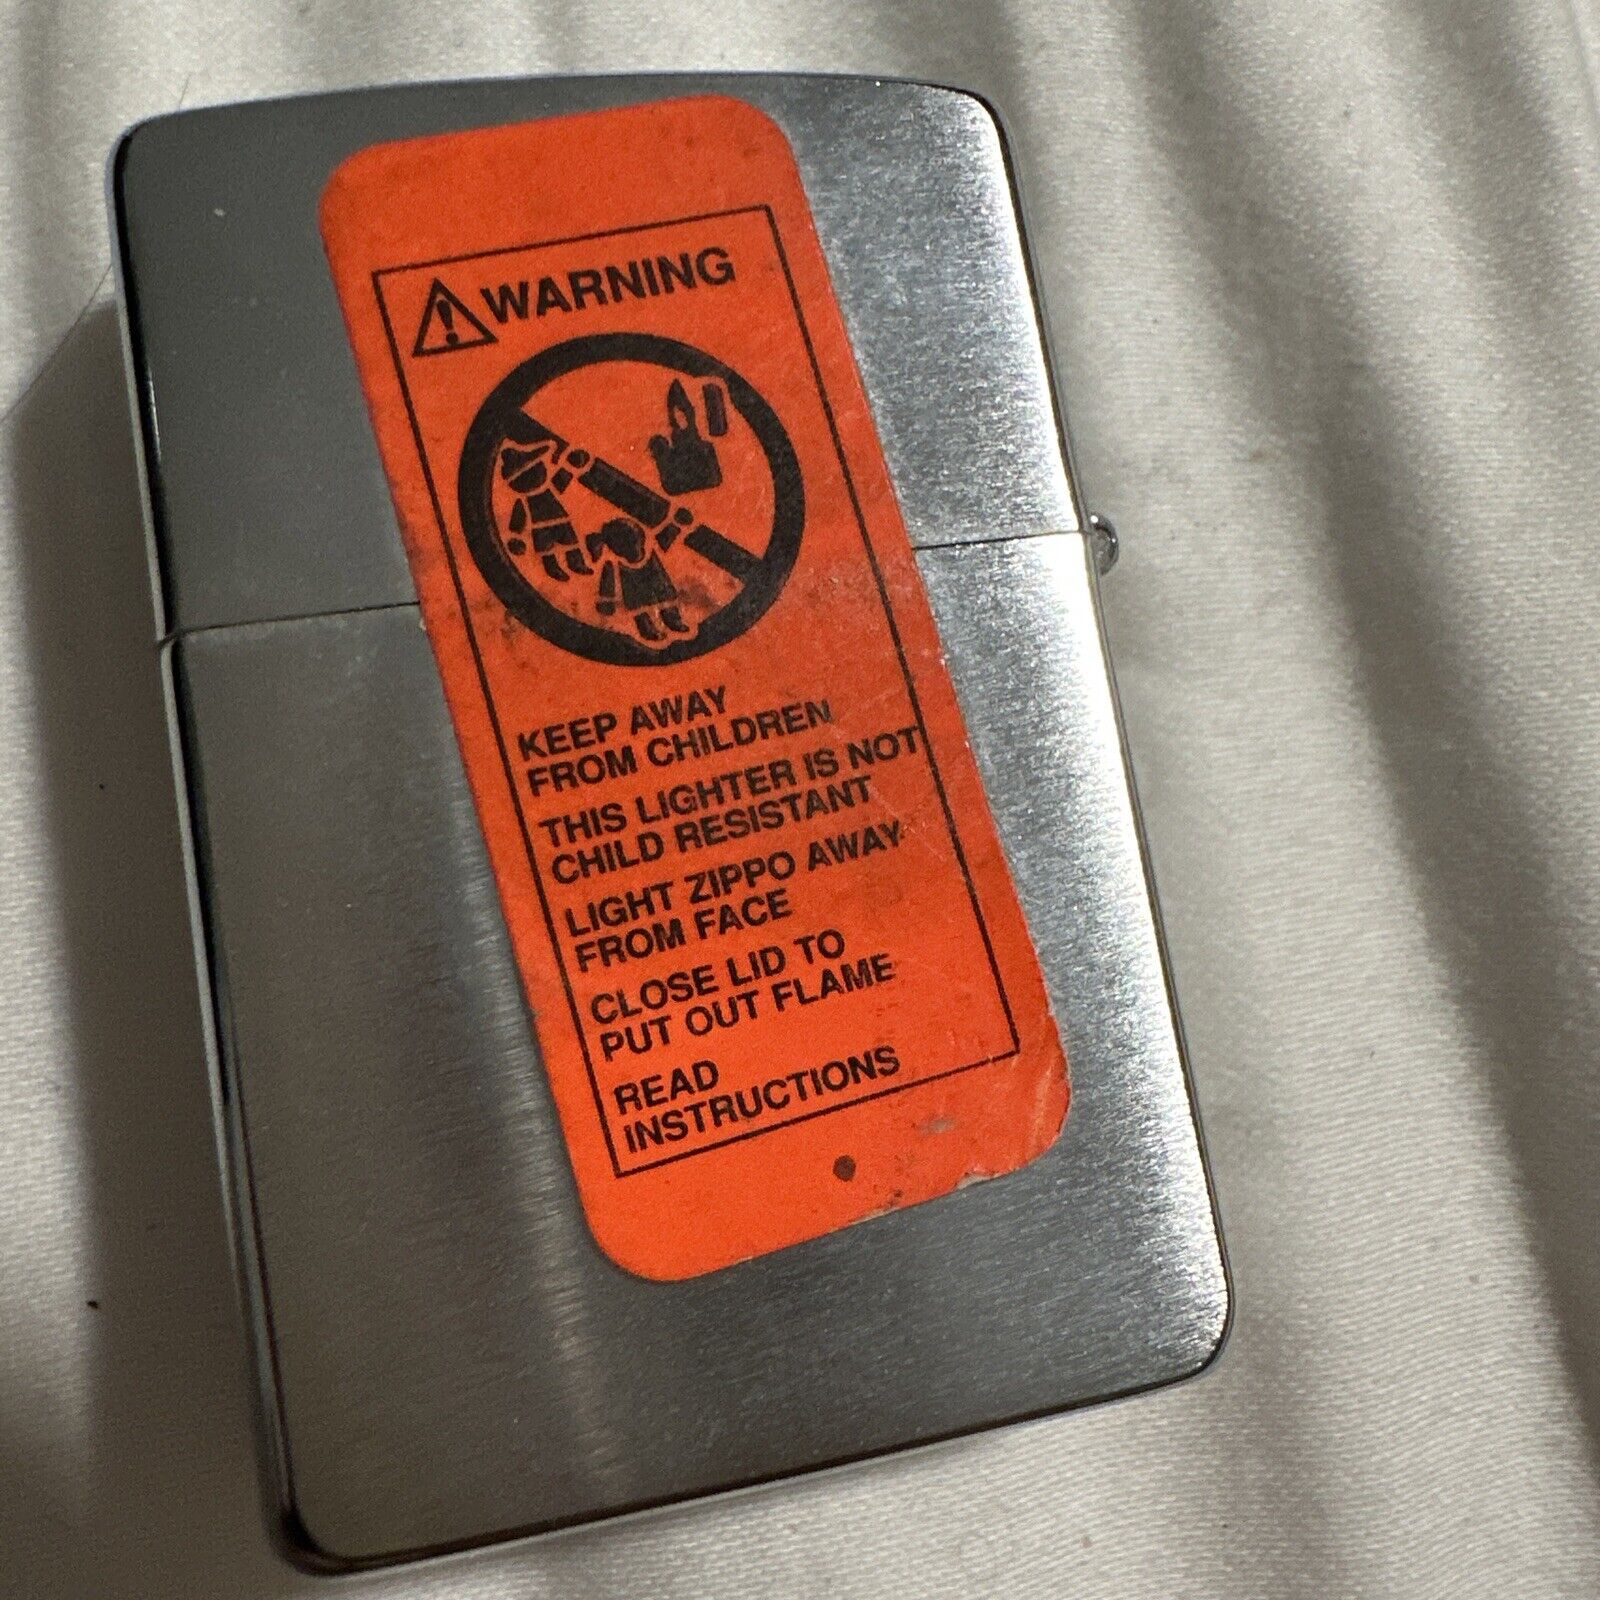 WARNING
KEEP AWAY
FROM CHILDREN
THIS LIGHTER IS NOT
CHILD RESISTANT
LIGHT ZIPPO AWAY
FROM FACE
CLOSE LID TO
PUT OUT FLAME
READ
INSTRUCTIONS